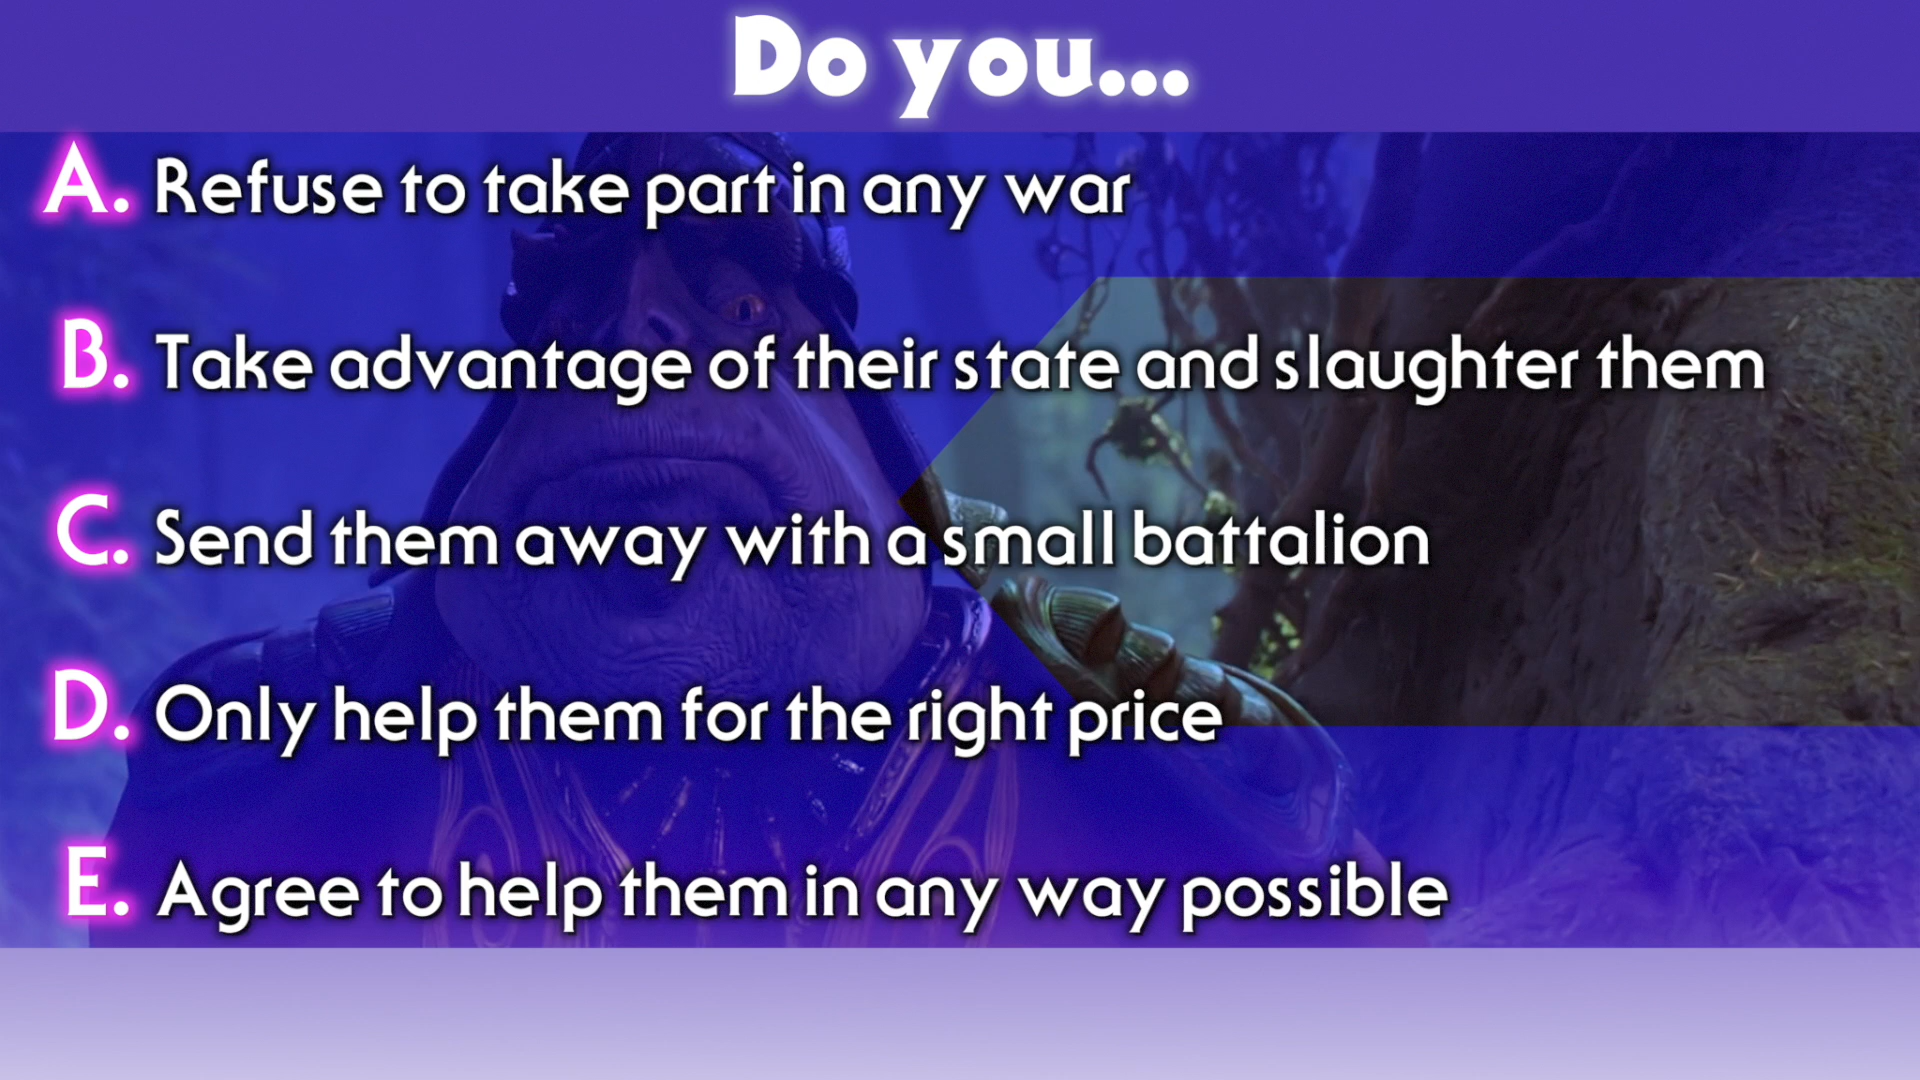 Do you...
A. Refuse to take part in any war
B. Take advantage of their state and slaughter them
C. Send them away with a small battalion
D. Only help them for the right price
E. Agree to help them in any way possible